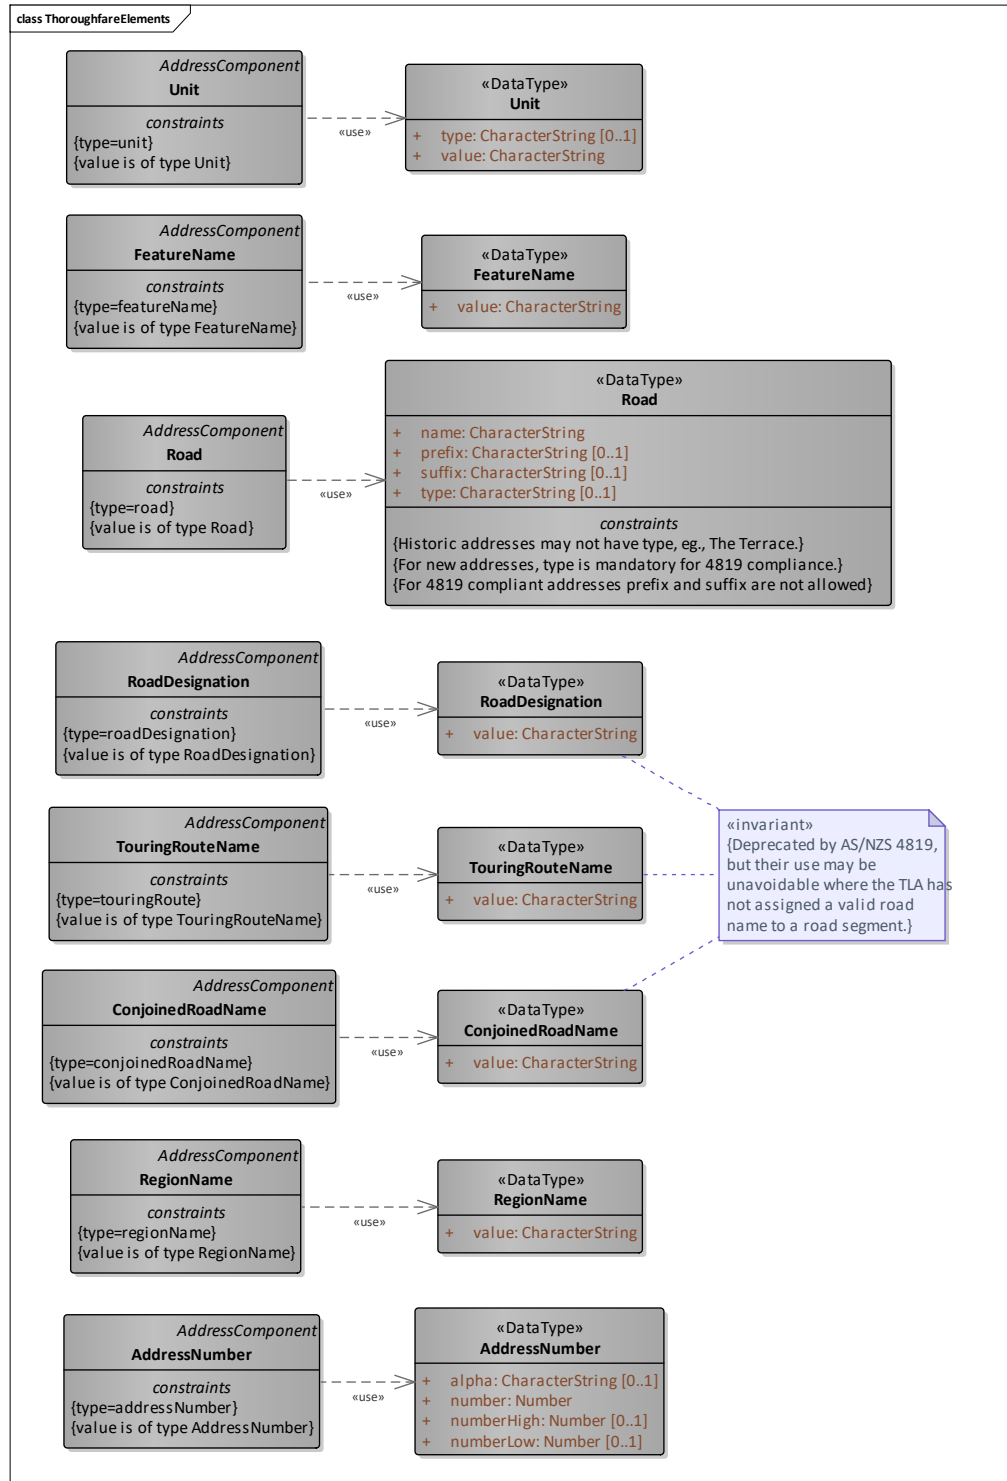 class ThoroughfareElements
AddressComponent
Unit
constraints
{type=unit}
{value is of type Unit}
«use»
«DataType»
Unit
+ type: CharacterString [0..1]
+ value: CharacterString
AddressComponent
FeatureName
constraints
{type=featureName}
{value is of type FeatureName}
«use»
«DataType»
FeatureName
+ value: CharacterString
AddressComponent
Road
constraints
{type=road}
{value is of type Road}
«use»
«DataType»
Road
+ name: CharacterString
+ prefix: CharacterString [0..1]
+ suffix: CharacterString [0..1]
+ type: CharacterString [0..1]
constraints
{Historic addresses may not have type, eg., The Terrace.}
{For new addresses, type is mandatory for 4819 compliance.}
{For 4819 compliant addresses prefix and suffix are not allowed}
AddressComponent
RoadDesignation
constraints
{type=roadDesignation}
{value is of type RoadDesignation}
«use»
«DataType»
RoadDesignation
+ value: CharacterString
AddressComponent
TouringRouteName
constraints
{type=touringRoute}
{value is of type TouringRouteName}
«use»
«DataType»
TouringRouteName
+ value: CharacterString
«invariant»
{Deprecated by AS/NZS 4819,
but their use may be
unavoidable where the TLA has
not assigned a valid road
name to a road segment.}
AddressComponent
ConjoinedRoadName
constraints
{type=conjoinedRoadName}
{value is of type ConjoinedRoadName}
«use»
«DataType»
ConjoinedRoadName
+ value: CharacterString
AddressComponent
RegionName
constraints
{type=regionName}
{value is of type RegionName}
«use»
«DataType»
RegionName
+ value: CharacterString
AddressComponent
AddressNumber
constraints
{type=addressNumber}
{value is of type AddressNumber}
«use»
«DataType»
AddressNumber
+ alpha: CharacterString [0..1]
+ number: Number
+ numberHigh: Number [0..1]
+ numberLow: Number [0..1]